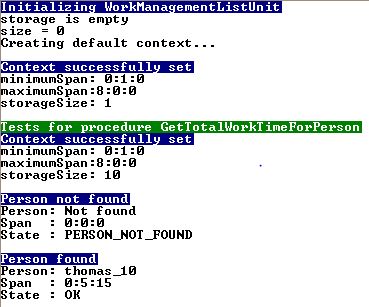 Initializing WorkManagementListUnit
storage is empty
size = 0
Creating default context...
Context successfully set
minimumSpan: 0:1:0
maximumSpan:8:0:0
storageSize: 1
Tests for procedure GetTotalWorkTimeForPerson
Context successfully set
minimumSpan: 0:1:0
maximumSpan:8:0:0
storageSize: 10
Person not found
Person: Not found
Span  : 0:0:0
State : PERSON_NOT_FOUND
Person found
Person: thomas_10
Span  : 0:5:15
State : OK